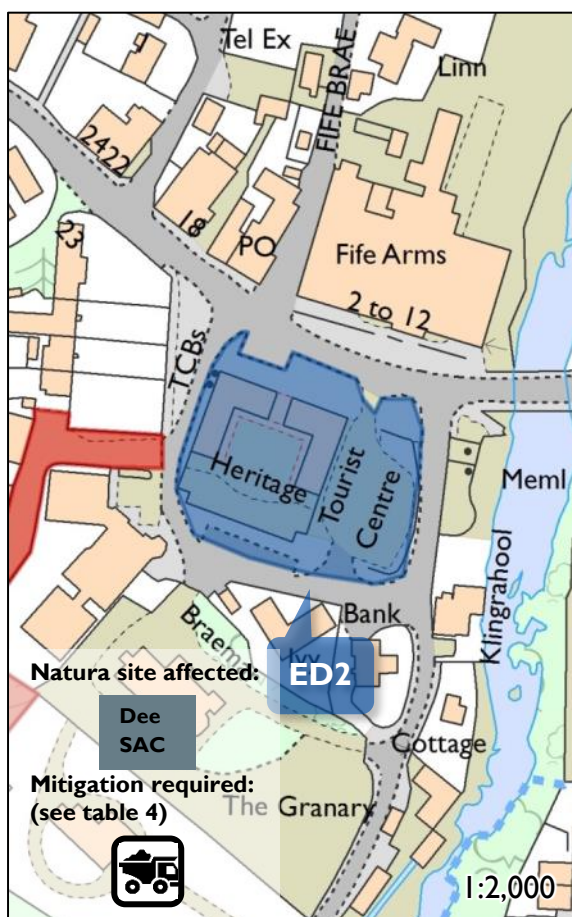 Tel Ex
FIFE BRAE
Linn
2422
18
PO
Fife Arms
2 to 12
23
TCBs
Heritage
Tourist
Centre
Meml
Klingrahool
Bank
Braem
Natura site affected:
ED2
Dee
SAC
Cottage
Mitigation required:
(see table 4)
The Granary
1:2,000